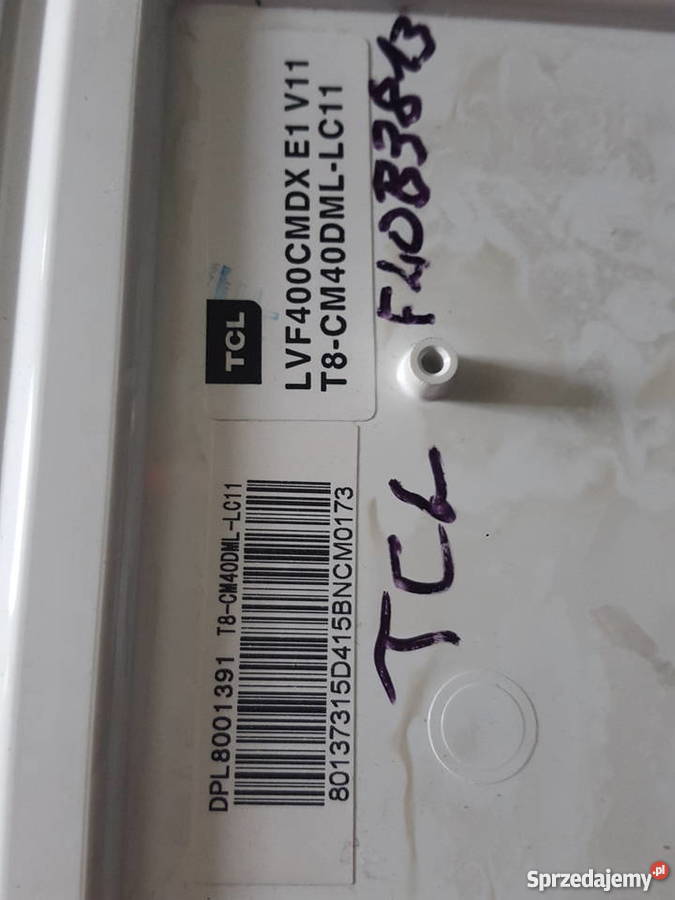 TCL
LVF400CMDX E1 V11
T8-CM40DML-LC11
DPL8001391 T8-CM40DML-LC11
80137315D415BNCM0173
TCL F40B3813
Sprzedajemy.pl